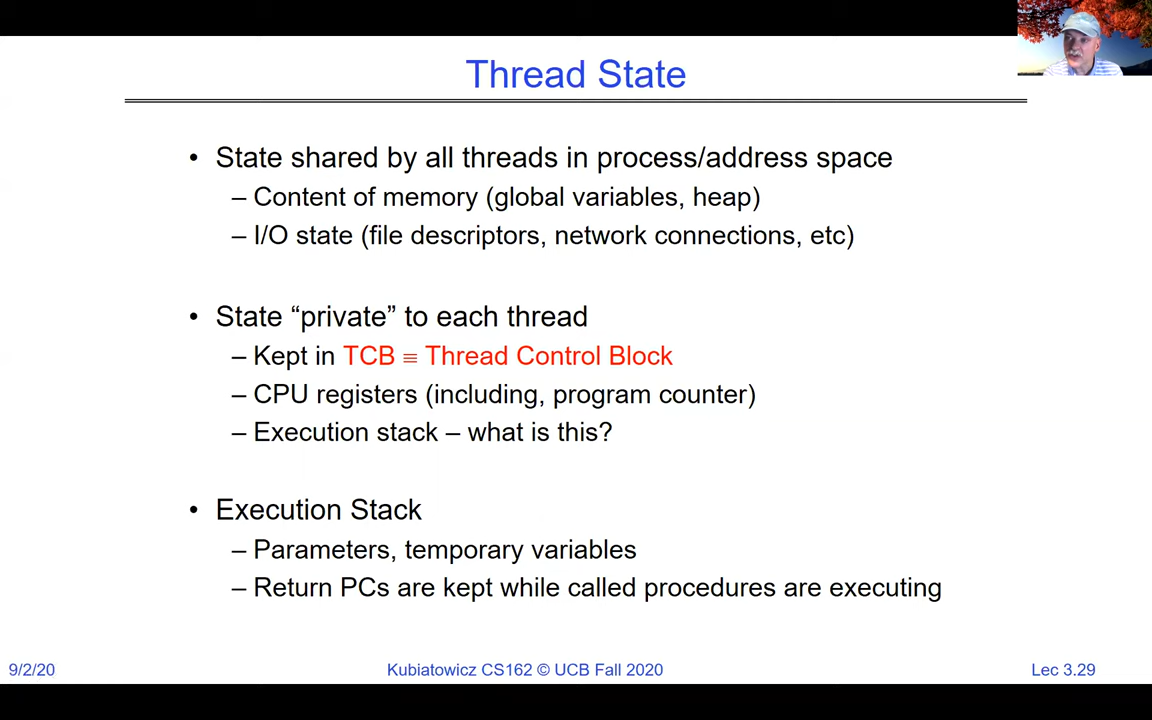 Thread State
• State shared by all threads in process/address space
– Content of memory (global variables, heap)
– I/O state (file descriptors, network connections, etc)
• State “private” to each thread
– Kept in TCB ≡ Thread Control Block
– CPU registers (including, program counter)
– Execution stack – what is this?
• Execution Stack
– Parameters, temporary variables
– Return PCs are kept while called procedures are executing
9/2/20
Kubiatowicz CS162 © UCB Fall 2020
Lec 3.29